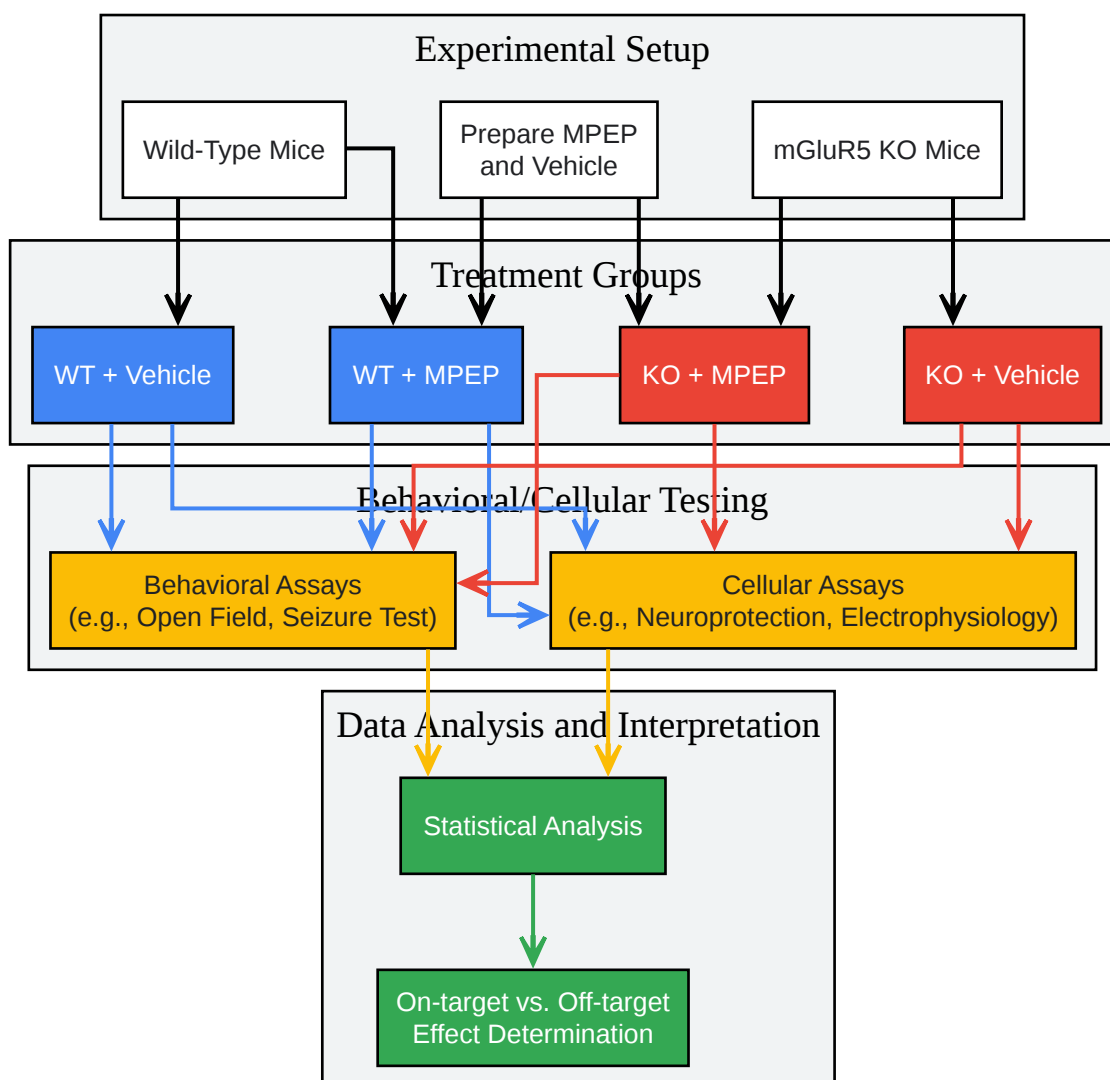 Experimental Setup
Wild-Type Mice
Prepare MPEP
and Vehicle
mGluR5 KO Mice
Treatment Groups
WT + Vehicle
WT + MPEP
KO + MPEP
KO + Vehicle
Behavioral/Cellular Testing
Behavioral Assays
(e.g., Open Field, Seizure Test)
Cellular Assays
(e.g., Neuroprotection, Electrophysiology)
Data Analysis and Interpretation
Statistical Analysis
On-target vs. Off-target
Effect Determination